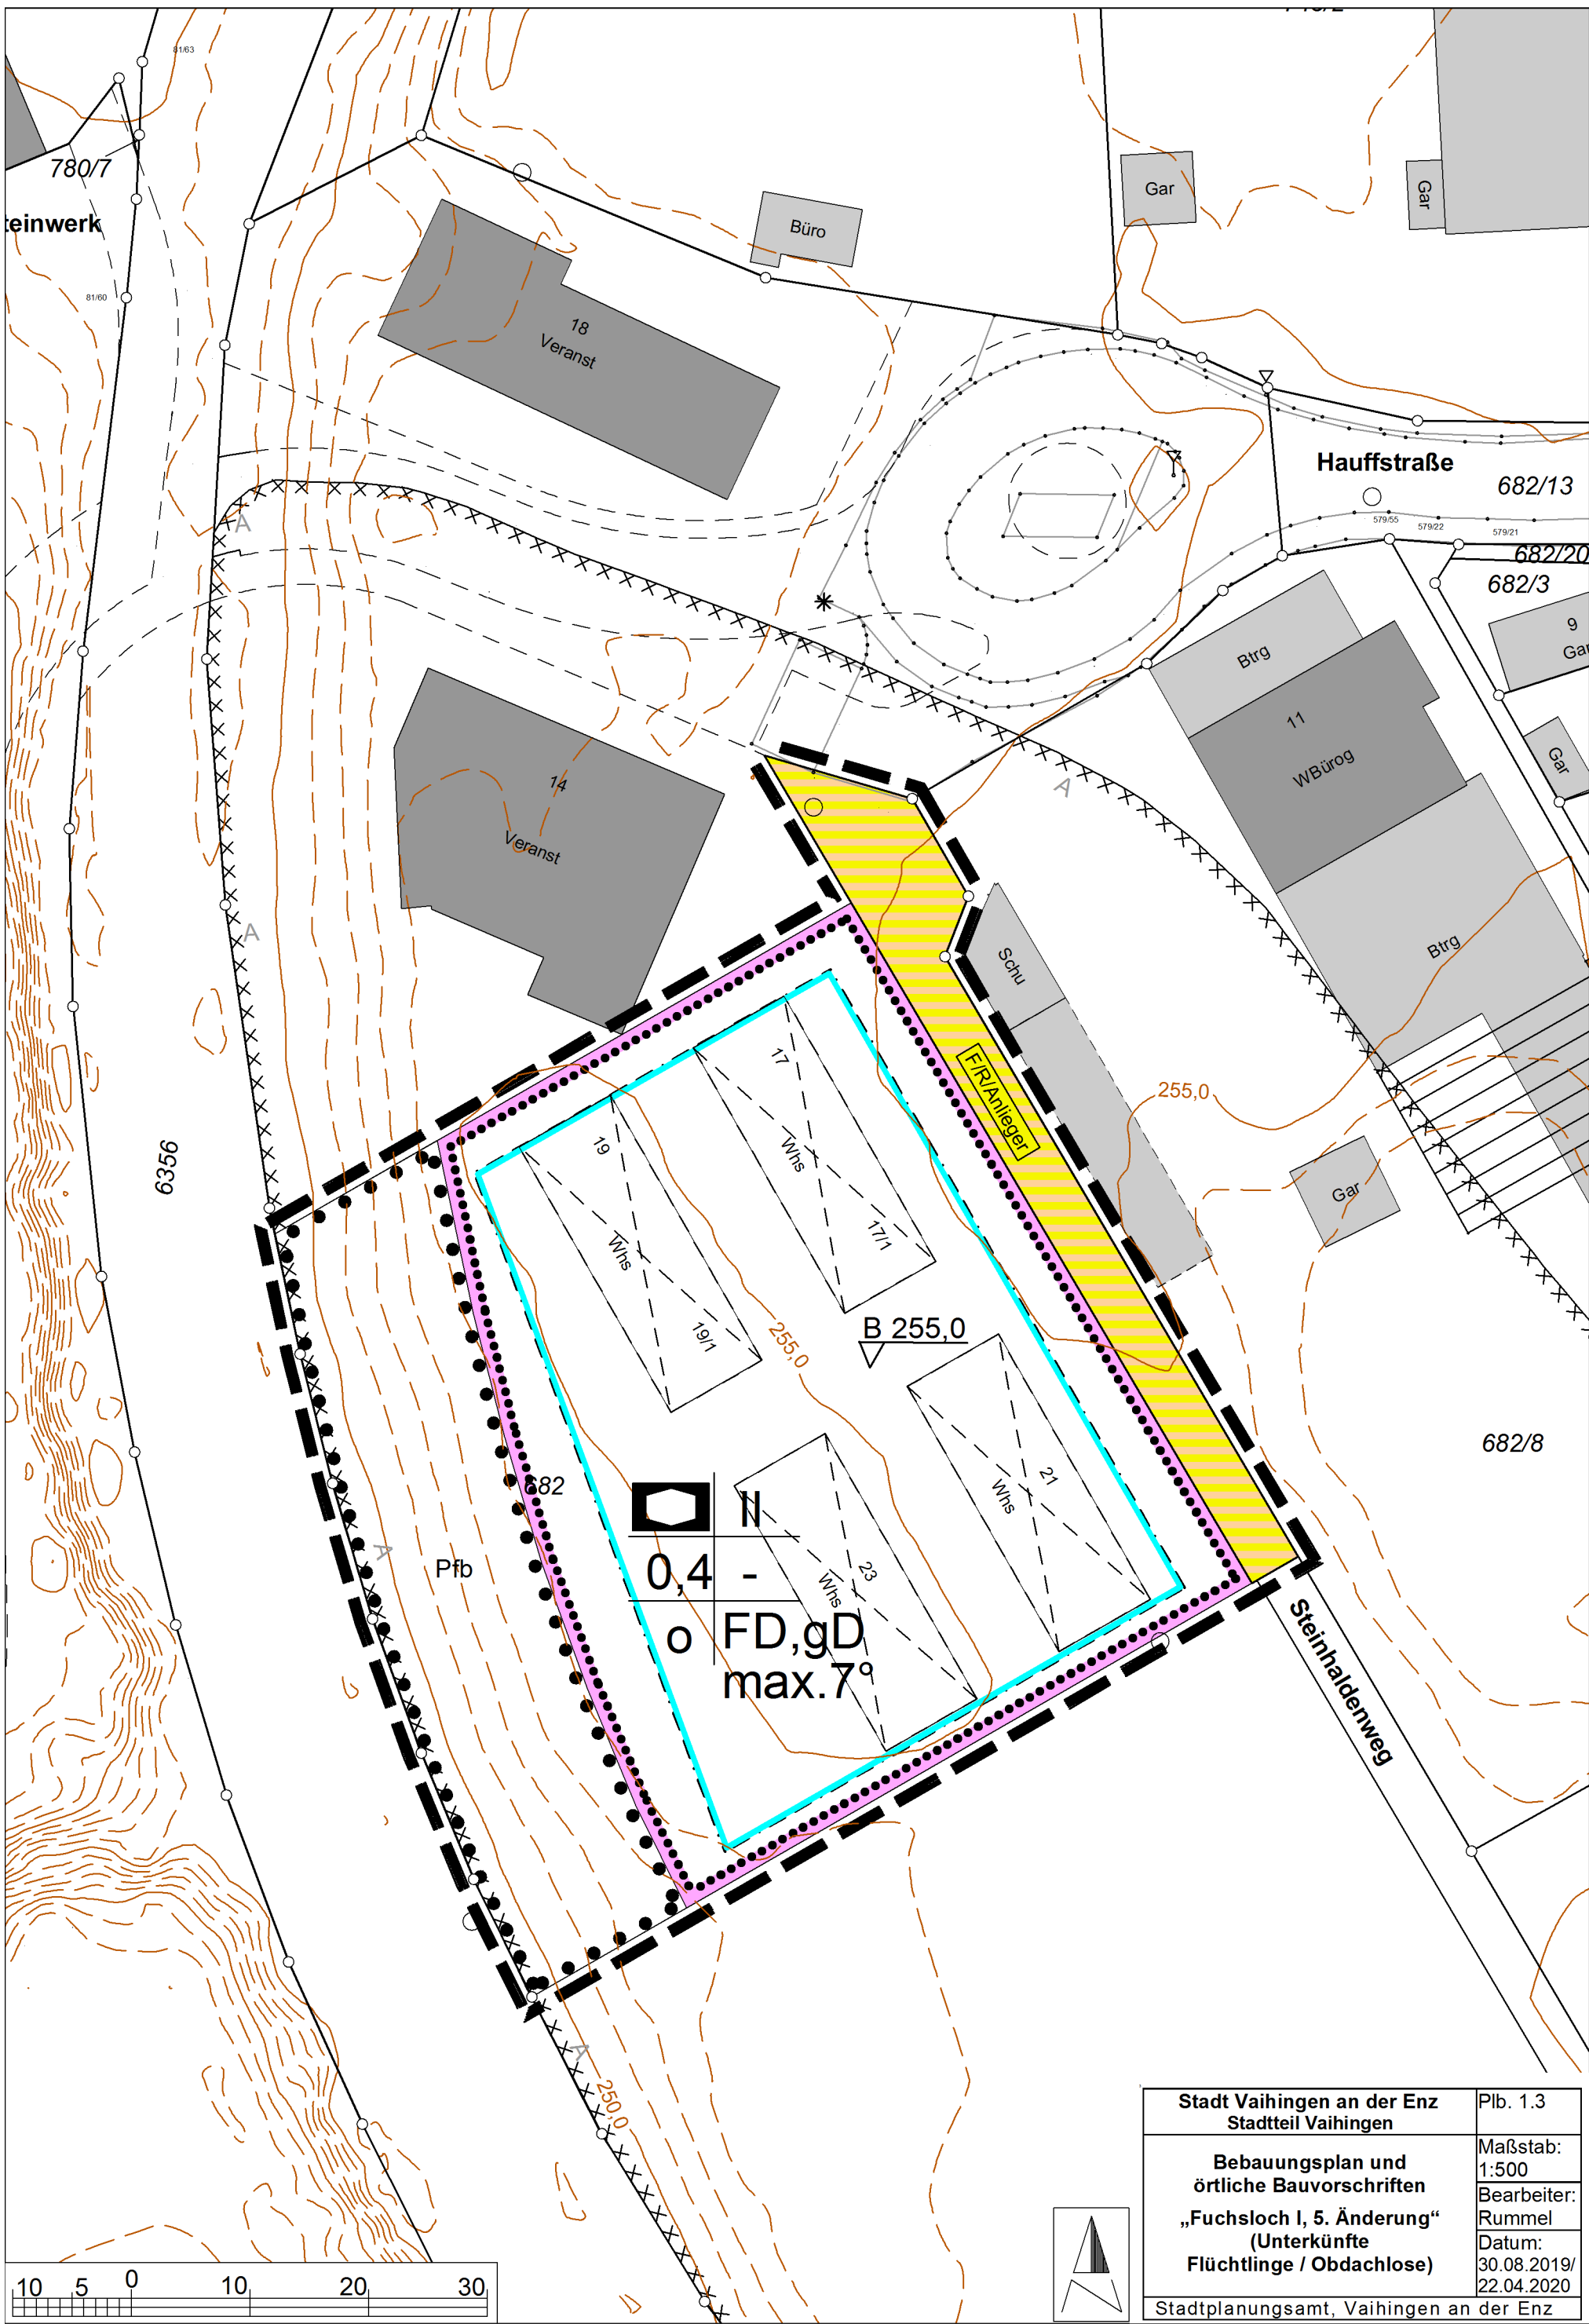 81/63
780/7
teinwerk
81/60
Büro
Gar
Gar
18
Veranst
Hauffstraße
682/13
579/55
579/22
579/21
682/20
682/3
9
Gar
Gar
A
Btrg
11
WBürog
Btrg
A
14
Veranst
A
Schu
F/R/Anlieger
255,0
Gar
6356
17
Whs
17/1
19
Whs
19/1
255,0
B 255,0
682/8
21
Whs
23
Whs
682
Pfb
A
II
0,4 -
o FD,gD
max.7°
Steinhaldenweg
A
250,0
10 5 0 10 20 30
Stadt Vaihingen an der Enz
Stadtteil Vaihingen
Plb. 1.3
Bebauungsplan und
örtliche Bauvorschriften
„Fuchsloch I, 5. Änderung“
(Unterkünfte
Flüchtlinge / Obdachlose)
Maßstab:
1:500
Bearbeiter:
Rummel
Datum:
30.08.2019/
22.04.2020
Stadtplanungsamt, Vaihingen an der Enz